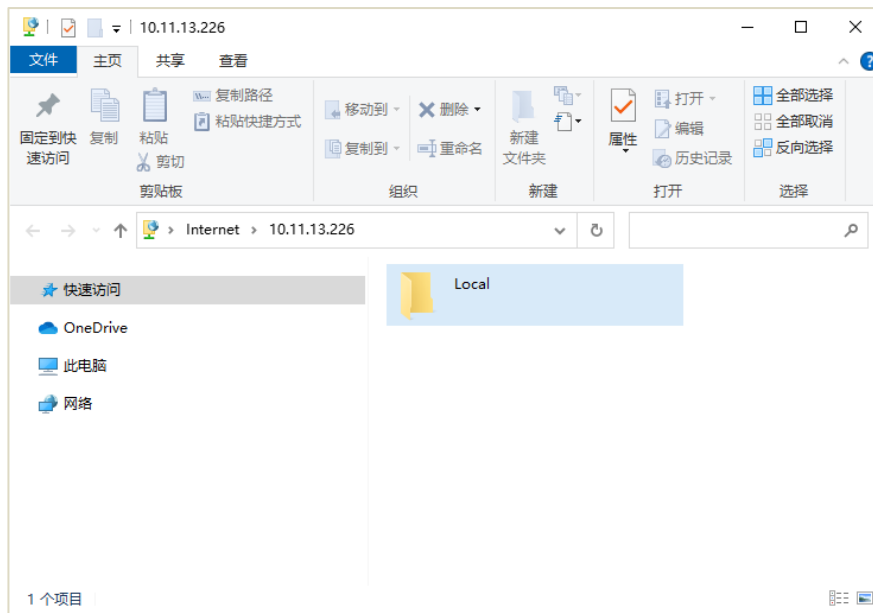 10.11.13.226
文件 主页 共享 查看
固定到快速访问
复制
粘贴
复制路径
粘贴快捷方式
剪切
剪贴板
移动到
复制到
删除
重命名
组织
新建
文件夹
新建
属性
打开
编辑
历史记录
打开
全部选择
全部取消
反向选择
选择
Internet > 10.11.13.226
快速访问
OneDrive
此电脑
网络
Local
1 个项目